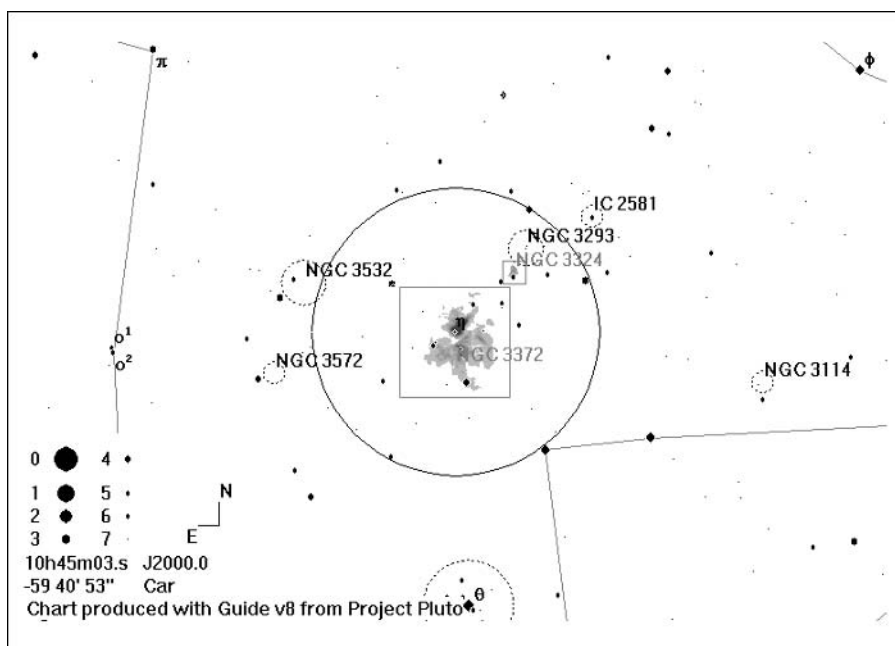 π
φ
IC 2581
NGC 3293
NGC 3324
NGC 3532
η
NGC 3372
o¹
o²
NGC 3572
NGC 3114
0 4
1 5
2 6
3 7
N
E
10h45m03.s J2000.0
-59 40' 53" Car
θ
Chart produced with Guide v8 from Project Pluto